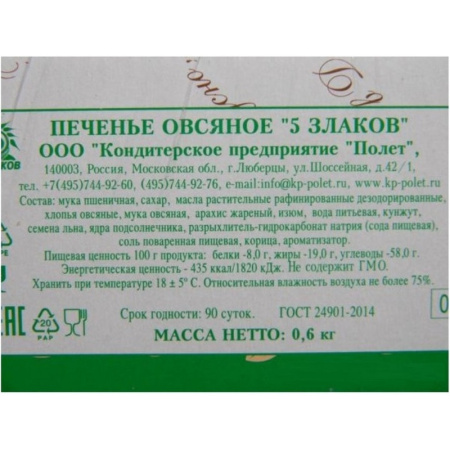 ПЕЧЕНЬЕ ОВСЯНОЕ "5 ЗЛАКОВ"
ООО "Кондитерское предприятие "Полет",
140003, Россия, Московская обл., г.Люберцы, ул.Шоссейная, д.42/1,
тел.+7(495)744-92-60, (495)744-92-76, e-mail:info@kp-polet.ru, www.kp-polet.ru
Состав: мука пшеничная, сахар, масла растительные рафинированные дезодорированные,
хлопья овсяные, мука овсяная, арахис жареный, изюм, вода питьевая, кунжут,
семена льна, ядра подсолнечника, разрыхлитель-гидрокарбонат натрия (сода пищевая),
соль поваренная пищевая, корица, ароматизатор.
Пищевая ценность 100 г продукта: белки -8,0 г, жиры -19,0 г, углеводы -58,0 г.
Энергетическая ценность - 435 ккал/1820 кДж. Не содержит ГМО.
Хранить при температуре 18 ± 5° С. Относительная влажность воздуха не более 75%.
Срок годности: 90 суток. ГОСТ 24901-2014
МАССА НЕТТО: 0,6 кг
EAC
20
PAP